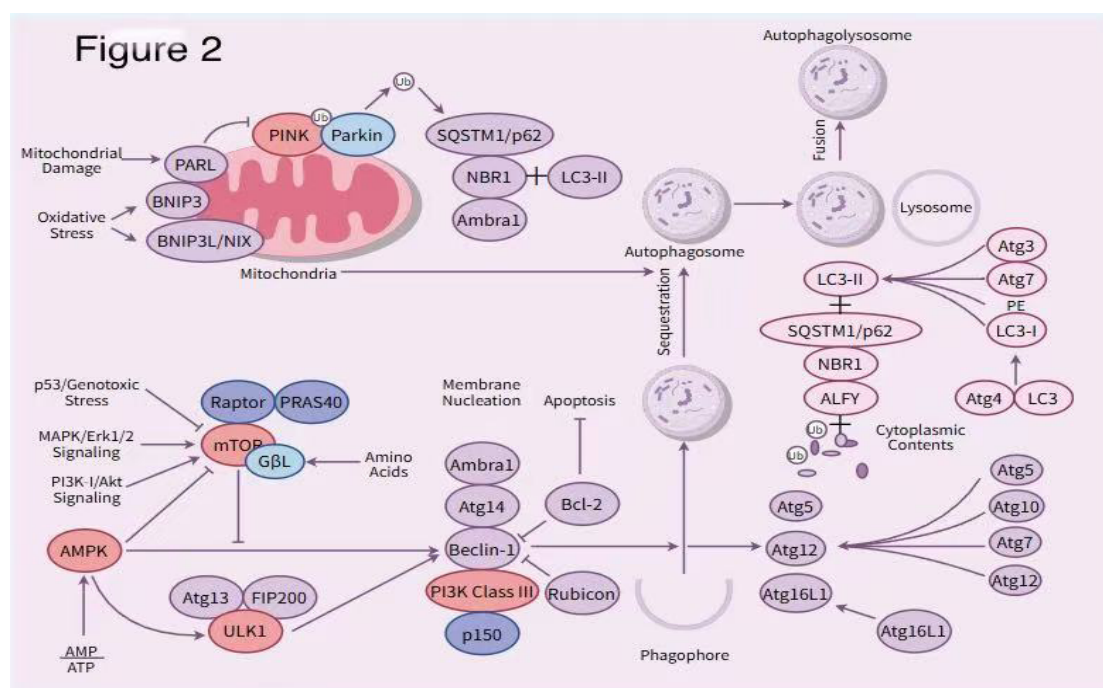 Figure 2
Autophagolysosome
Ub
Ub
PINK
Parkin
SQSTM1/p62
Fusion
Mitochondrial
Damage
PARL
NBR1
LC3-II
BNIP3
Lysosome
Oxidative
Stress
Ambra1
BNIP3L/NIX
Autophagosome
Mitochondria
Atg3
LC3-II
Atg7
PE
Sequestration
SQSTM1/p62
LC3-I
NBR1
p53/Genotoxic
Stress
Membrane
Nucleation
Apoptosis
ALFY
Atg4
LC3
Raptor
PRAS40
Ub
Cytoplasmic
Contents
MAPK/Erk1/2
Signaling
mTOR
GβL
Amino
Acids
Ub
Ambra1
Atg5
PI3K-I/Akt
Signaling
Atg14
Bcl-2
Atg5
Atg10
AMPK
Beclin-1
Atg12
Atg7
Atg12
Atg13
FIP200
PI3K Class III
Rubicon
Atg16L1
ULK1
p150
Atg16L1
AMP
ATP
Phagophore